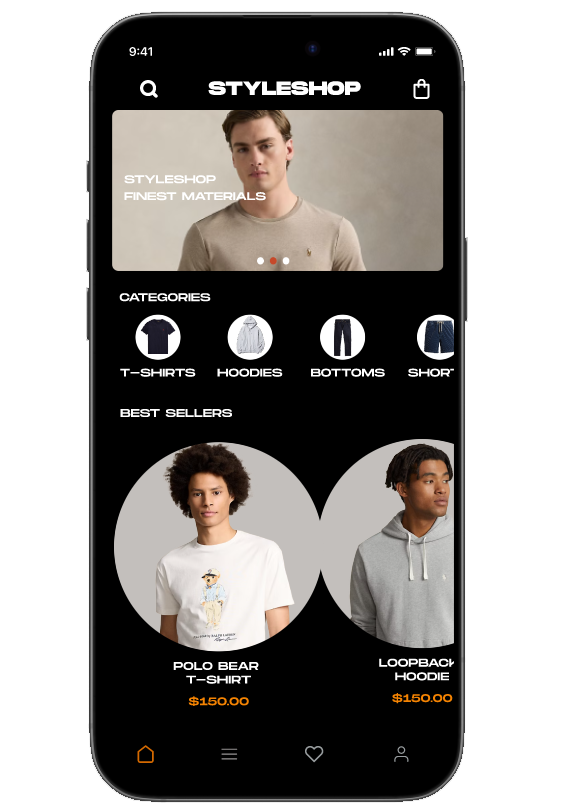 9:41
STYLESHOP
STYLESHOP
FINEST MATERIALS
CATEGORIES
T-SHIRTS HOODIES BOTTOMS SHORT
BEST SELLERS
POLO BEAR
T-SHIRT
$150.00
LOOPBACK
HOODIE
$150.00